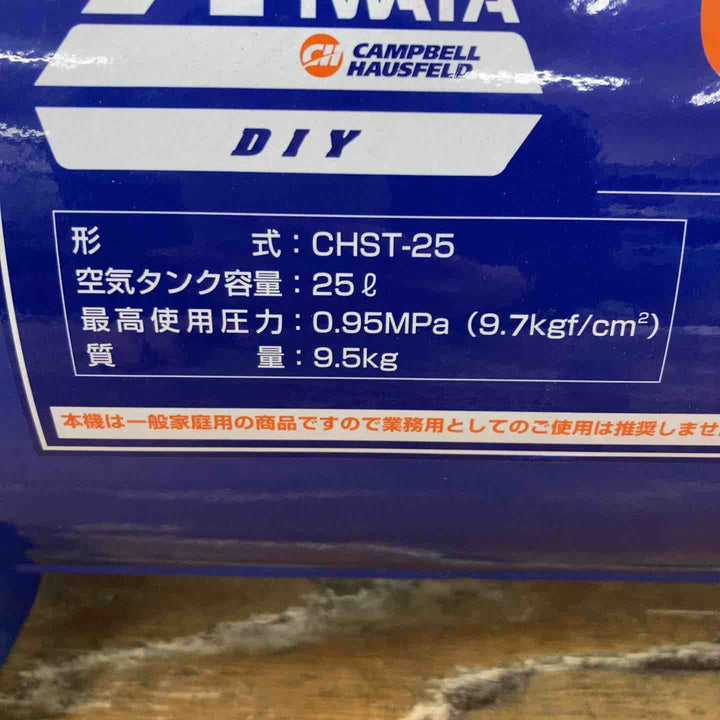 IWATA
CH CAMPBELL
HAUSFELD
DIY
形 式：CHST-25
空気タンク容量：25ℓ
最高使用圧力：0.95MPa（9.7kgf/cm²）
質 量：9.5kg
本機は一般家庭用の商品ですので業務用としてのご使用は推奨しませ